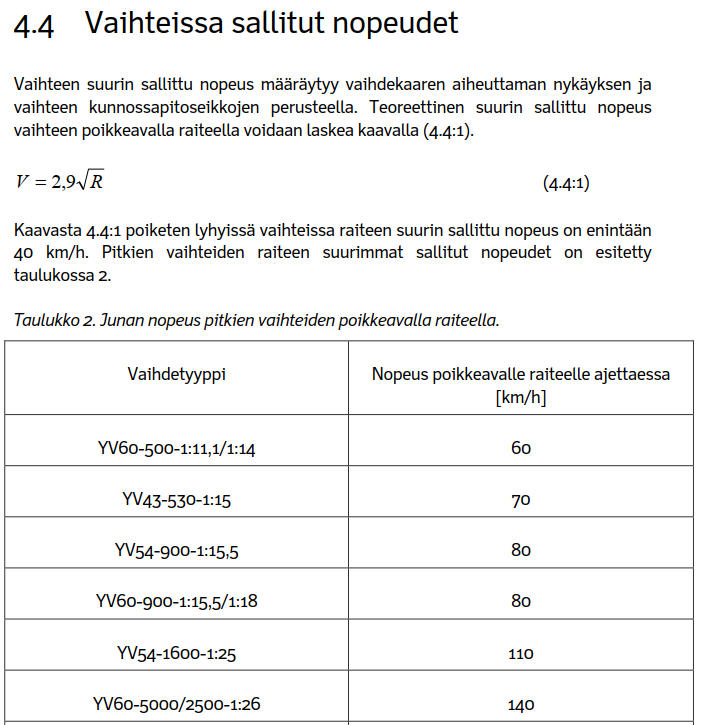 4.4 Vaihteissa sallitut nopeudet
Vaihteen suurin sallittu nopeus määräytyy vaihdekaaren aiheuttaman nykäyksen ja
vaihteen kunnossapitoseikkojen perusteella. Teoreettinen suurin sallittu nopeus
vaihteen poikkeavalla raiteella voidaan laskea kaavalla (4.4:1).
V = 2,9√R (4.4:1)
Kaavasta 4.4:1 poiketen lyhyissä vaihteissa raiteen suurin sallittu nopeus on enintään
40 km/h. Pitkien vaihteiden raiteen suurimmat sallitut nopeudet on esitetty
taulukossa 2.
Taulukko 2. Junan nopeus pitkien vaihteiden poikkeavalla raiteella.
Vaihdetyyppi Nopeus poikkeavalle raiteelle ajettaessa
[km/h]
YV60-500-1:11,1/1:14 60
YV43-530-1:15 70
YV54-900-1:15,5 80
YV60-900-1:15,5/1:18 80
YV54-1600-1:25 110
YV60-5000/2500-1:26 140